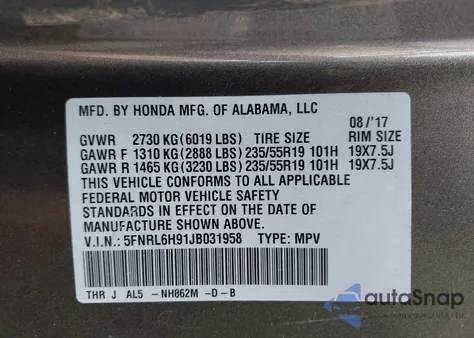 MFD. BY HONDA MFG. OF ALABAMA, LLC
08/'17
GVWR 2730 KG(6019 LBS) TIRE SIZE RIM SIZE
GAWR F 1310 KG(2888 LBS) 235/55R19 101H 19X7.5J
GAWR R 1465 KG(3230 LBS) 235/55R19 101H 19X7.5J
THIS VEHICLE CONFORMS TO ALL APPLICABLE
FEDERAL MOTOR VEHICLE SAFETY
STANDARDS IN EFFECT ON THE DATE OF
MANUFACTURE SHOWN ABOVE.
V.I.N.: 5FNRL6H91JB031958 TYPE: MPV
THR J AL5 -NH862M -D-B
autoSnap